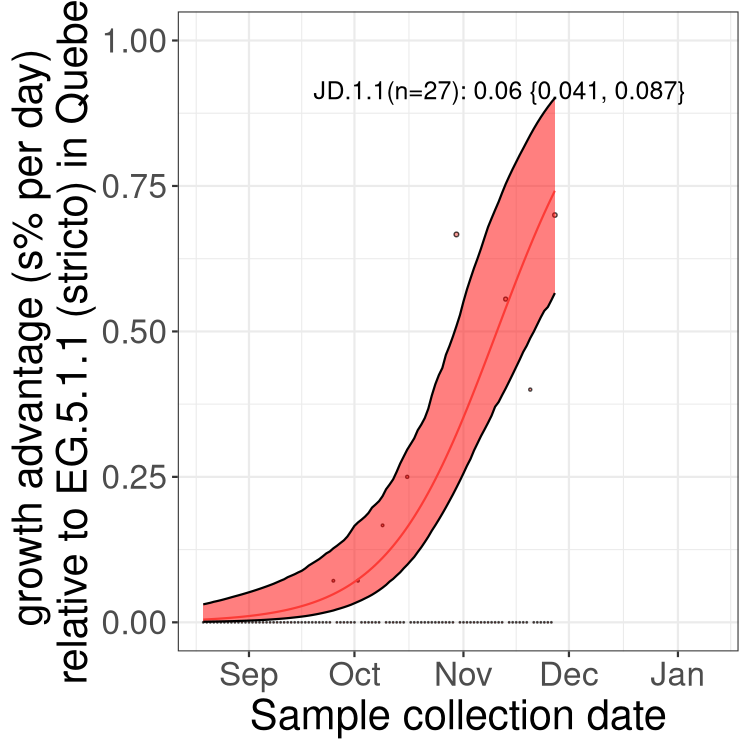 growth advantage (s% per day)
relative to EG.5.1.1 (stricto) in Quebe
1.00
0.75
0.50
0.25
0.00
JD.1.1(n=27): 0.06 {0.041, 0.087}
Sep Oct Nov Dec Jan
Sample collection date